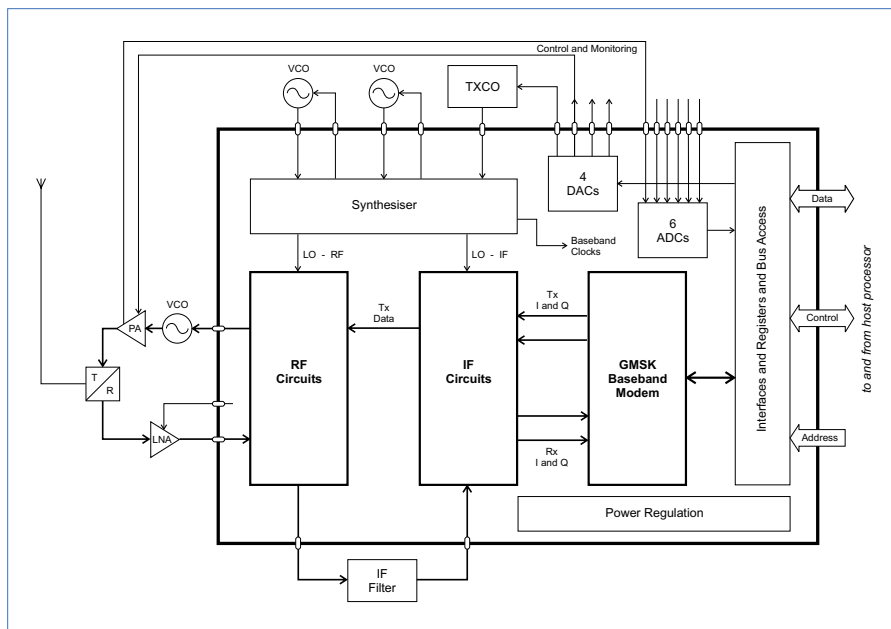 Control and Monitoring
VCO
VCO
TXCO
4
DACs
6
ADCs
Synthesiser
Baseband
Clocks
LO - RF
LO - IF
VCO
PA
T
R
LNA
RF
Circuits
Tx
Data
IF
Circuits
Tx
I and Q
Rx
I and Q
GMSK
Baseband
Modem
Interfaces and Registers and Bus Access
Data
Control
Address
to and from host processor
Power Regulation
IF
Filter